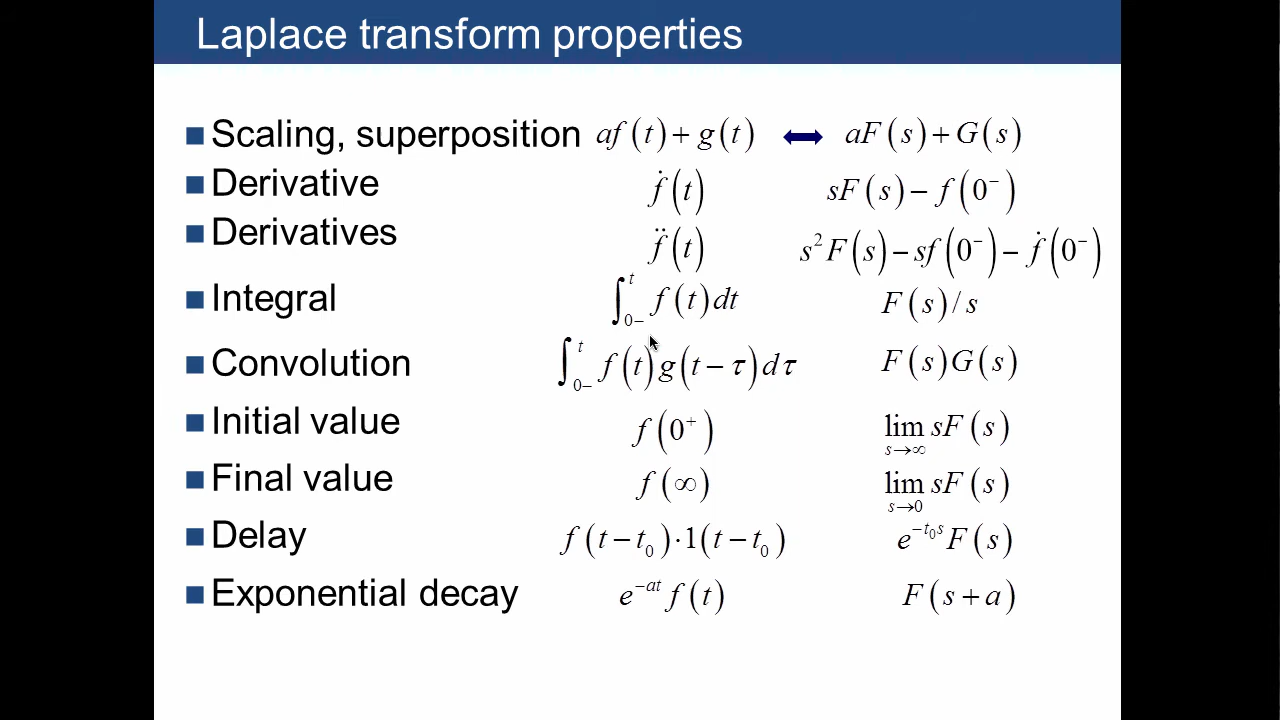 Laplace transform properties
Scaling, superposition af(t)+g(t) ⟷ aF(s)+G(s)
Derivative ḟ(t) sF(s)−f(0⁻)
Derivatives f̈(t) s²F(s)−sf(0⁻)−ḟ(0⁻)
Integral ∫₀₋ᵗ f(t)dt F(s)/s
Convolution ∫₀₋ᵗ f(t)g(t−τ)dτ F(s)G(s)
Initial value f(0⁺) lim s→∞ sF(s)
Final value f(∞) lim s→0 sF(s)
Delay f(t−t₀)·1(t−t₀) e^{−t₀s}F(s)
Exponential decay e^{−at}f(t) F(s+a)